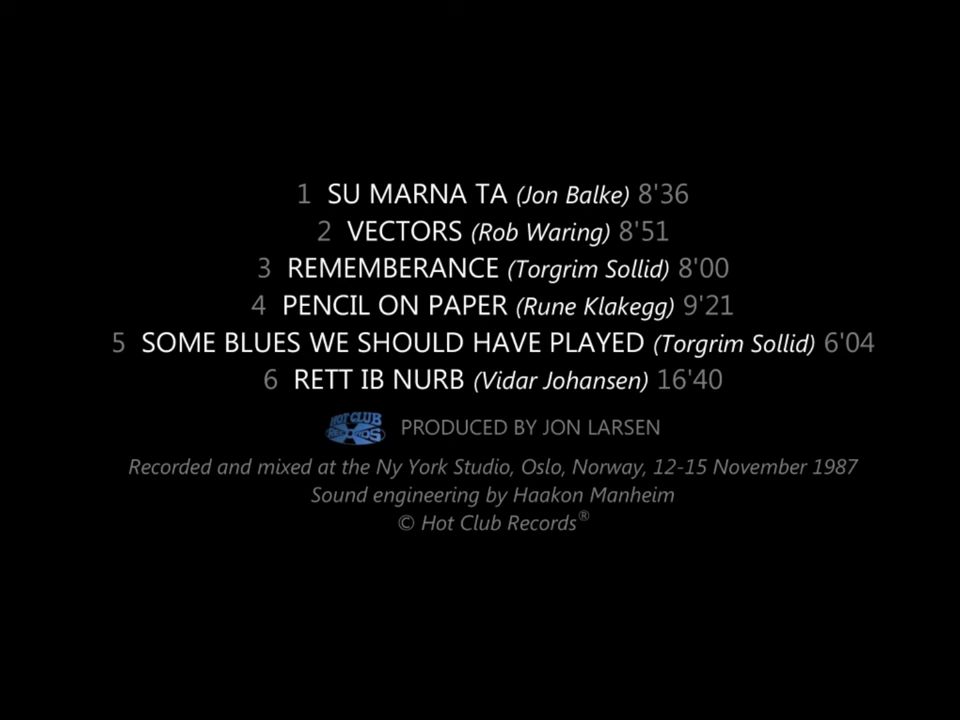 1 SU MARNA TA (Jon Balke) 8'36
2 VECTORS (Rob Waring) 8'51
3 REMEMBERANCE (Torgrim Sollid) 8'00
4 PENCIL ON PAPER (Rune Klakegg) 9'21
5 SOME BLUES WE SHOULD HAVE PLAYED (Torgrim Sollid) 6'04
6 RETT IB NURB (Vidar Johansen) 16'40
HOT CLUB
RECORDS
PRODUCED BY JON LARSEN
Recorded and mixed at the Ny York Studio, Oslo, Norway, 12-15 November 1987
Sound engineering by Haakon Manheim
© Hot Club Records®